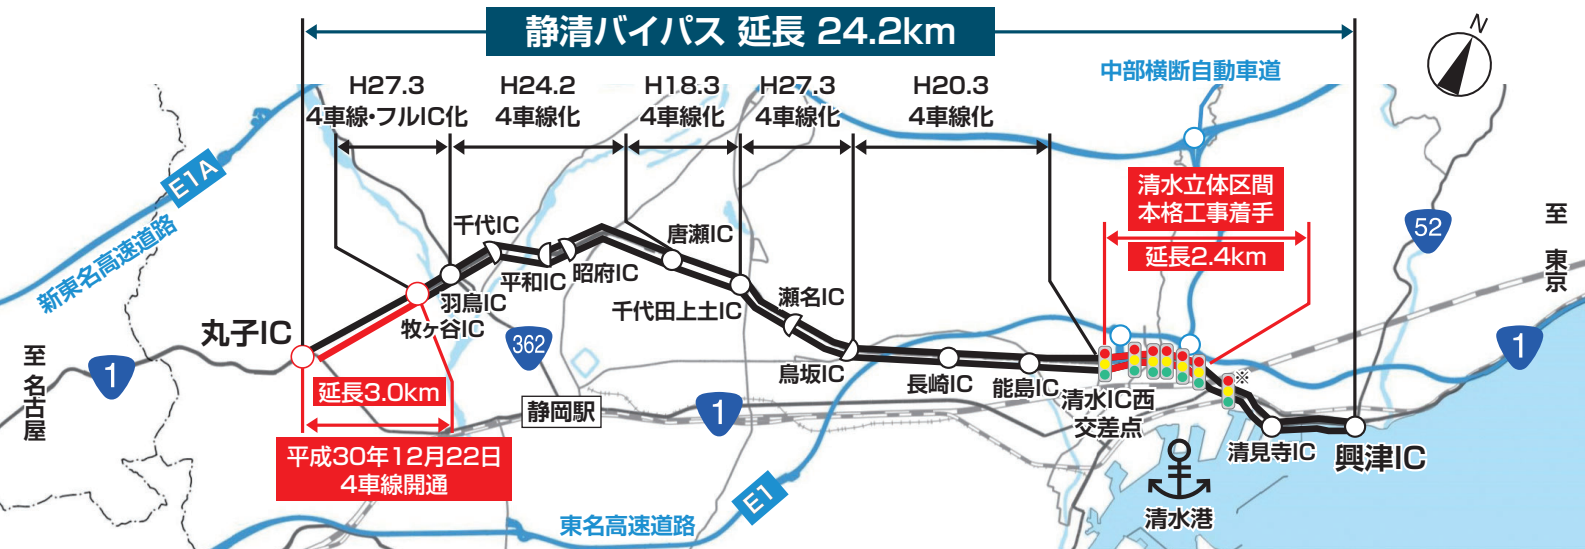 静清バイパス 延長 24.2km
N
中部横断自動車道
H27.3
4車線・フルIC化
H24.2
4車線化
H18.3
4車線化
H27.3
4車線化
H20.3
4車線化
E1A
新東名高速道路
清水立体区間
本格工事着手
延長2.4km
52
至 東京
千代IC
平和IC
昭府IC
唐瀬IC
羽鳥IC
牧ヶ谷IC
千代田上土IC
瀬名IC
丸子IC
362
鳥坂IC
長崎IC
能島IC
清水IC西
交差点
※
1
至 名古屋
1
延長3.0km
静岡駅
1
平成30年12月22日
4車線開通
清見寺IC
興津IC
E1
東名高速道路
清水港